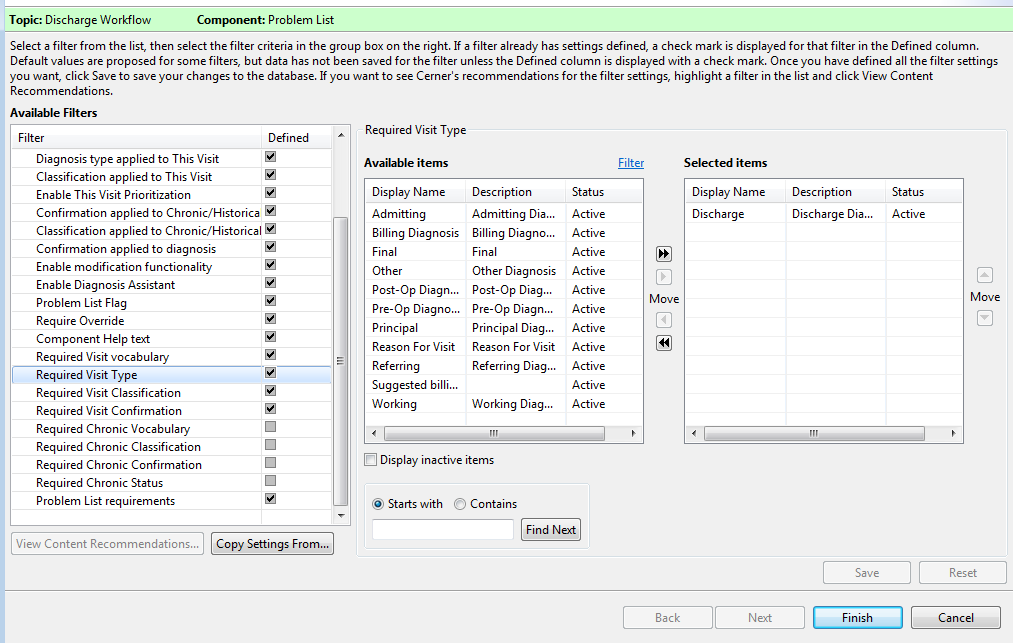 Topic: Discharge Workflow Component: Problem List
Select a filter from the list, then select the filter criteria in the group box on the right. If a filter already has settings defined, a check mark is displayed for that filter in the Defined column.
Default values are proposed for some filters, but data has not been saved for the filter unless the Defined column is displayed with a check mark. Once you have defined all the filter settings
you want, click Save to save your changes to the database. If you want to see Cerner's recommendations for the filter settings, highlight a filter in the list and click View Content
Recommendations.
Available Filters
Filter Defined
Diagnosis type applied to This Visit
Classification applied to This Visit
Enable This Visit Prioritization
Confirmation applied to Chronic/Historica
Classification applied to Chronic/Historical
Confirmation applied to diagnosis
Enable modification functionality
Enable Diagnosis Assistant
Problem List Flag
Require Override
Component Help text
Required Visit vocabulary
Required Visit Type
Required Visit Classification
Required Visit Confirmation
Required Chronic Vocabulary
Required Chronic Classification
Required Chronic Confirmation
Required Chronic Status
Problem List requirements
View Content Recommendations... Copy Settings From...
Required Visit Type
Available items Filter
Display Name Description Status
Admitting Admitting Dia... Active
Billing Diagnosis Billing Diagno... Active
Final Final Active
Other Other Diagnosis Active
Post-Op Diagn... Post-Op Diag... Active
Pre-Op Diagno... Pre-Op Diagn... Active
Principal Principal Diag... Active
Reason For Visit Reason For Visit Active
Referring Referring Diag... Active
Suggested billi... Active
Working Working Diag... Active
Move
Selected items
Display Name Description Status
Discharge Discharge Dia... Active
Move
Display inactive items
Starts with Contains
Find Next
Save Reset
Back Next Finish Cancel